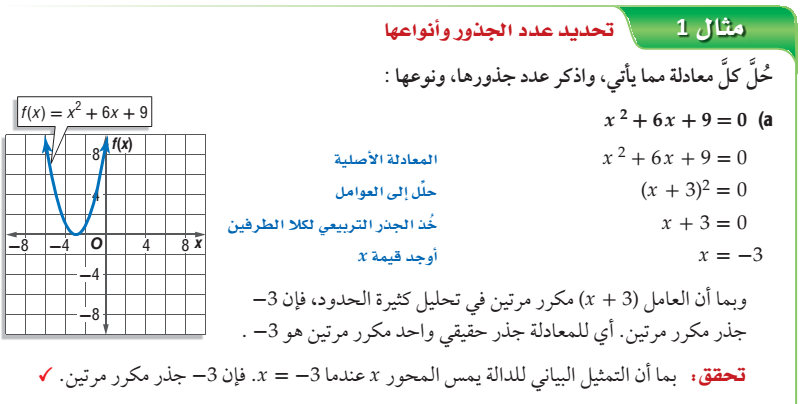 مثال 1 تحديد عدد الجذور وأنواعها
حُلَّ كلَّ معادلة مما يأتي، واذكر عدد جذورها، ونوعها :
a) x² + 6x + 9 = 0
x² + 6x + 9 = 0 المعادلة الأصلية
(x + 3)² = 0 حلِّل إلى العوامل
x + 3 = 0 خُذ الجذر التربيعي لكلا الطرفين
x = −3 أوجد قيمة x
f(x) = x² + 6x + 9
f(x)
8
4
−8 −4 O 4 8 x
−4
−8
وبما أن العامل (x + 3) مكرر مرتين في تحليل كثيرة الحدود، فإن 3−
جذر مكرر مرتين. أي للمعادلة جذر حقيقي واحد مكرر مرتين هو 3− .
تحقق: بما أن التمثيل البياني للدالة يمس المحور x عندما x = −3. فإن 3− جذر مكرر مرتين. ✓